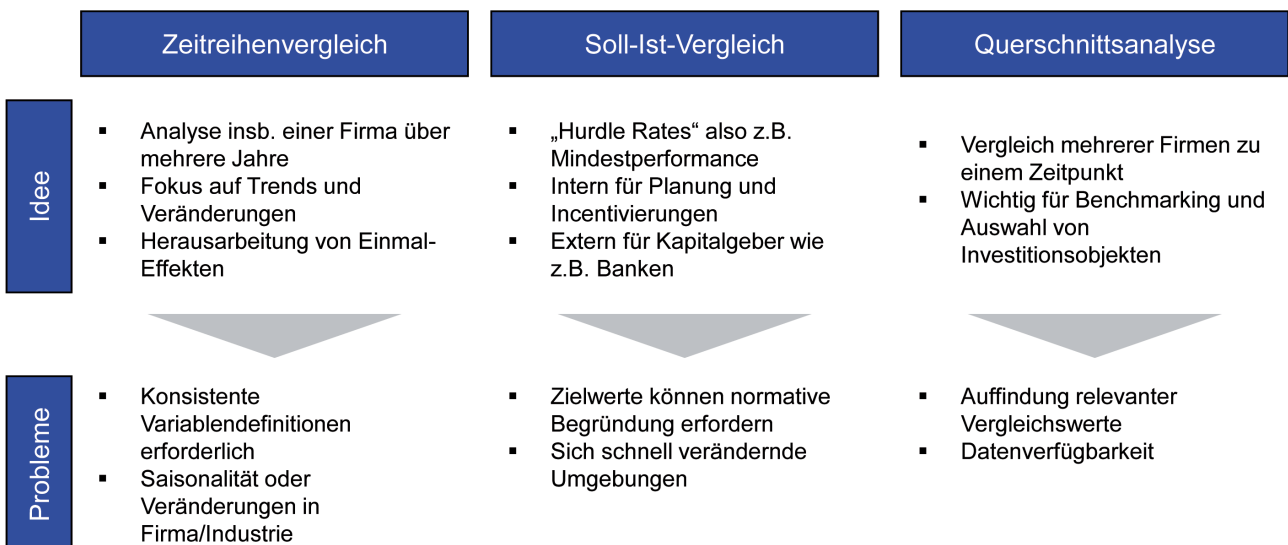 Zeitreihenvergleich
Soll-Ist-Vergleich
Querschnittsanalyse
Idee
▪ Analyse insb. einer Firma über
mehrere Jahre
▪ Fokus auf Trends und
Veränderungen
▪ Herausarbeitung von Einmal-
Effekten
▪ „Hurdle Rates“ also z.B.
Mindestperformance
▪ Intern für Planung und
Incentivierungen
▪ Extern für Kapitalgeber wie
z.B. Banken
▪ Vergleich mehrerer Firmen zu
einem Zeitpunkt
▪ Wichtig für Benchmarking und
Auswahl von
Investitionsobjekten
Probleme
▪ Konsistente
Variablendefinitionen
erforderlich
▪ Saisonalität oder
Veränderungen in
Firma/Industrie
▪ Zielwerte können normative
Begründung erfordern
▪ Sich schnell verändernde
Umgebungen
▪ Auffindung relevanter
Vergleichswerte
▪ Datenverfügbarkeit